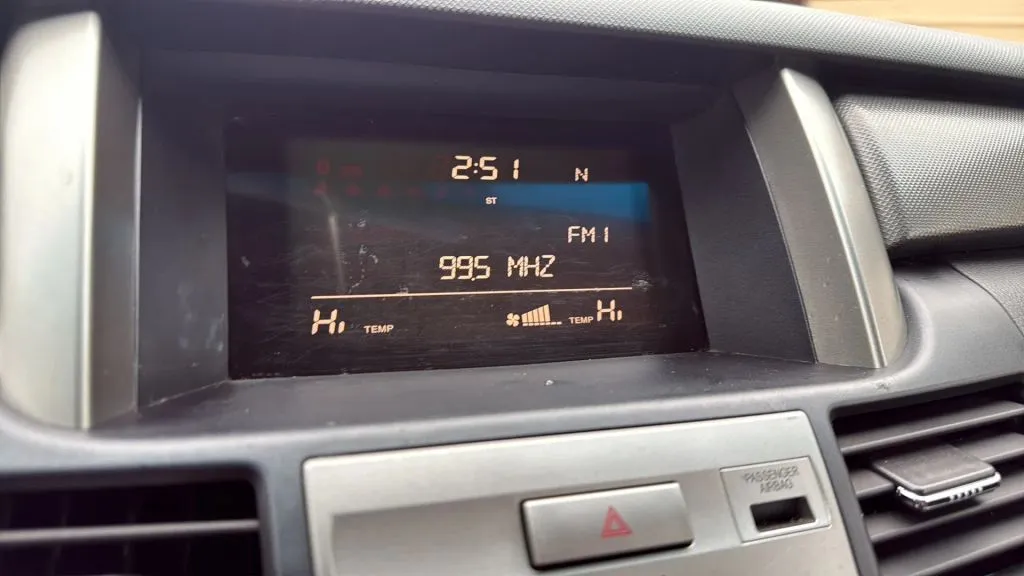 2:51 N
ST
FM1
99.5 MHZ
Hi TEMP TEMP Hi
PASSENGER
AIRBAG